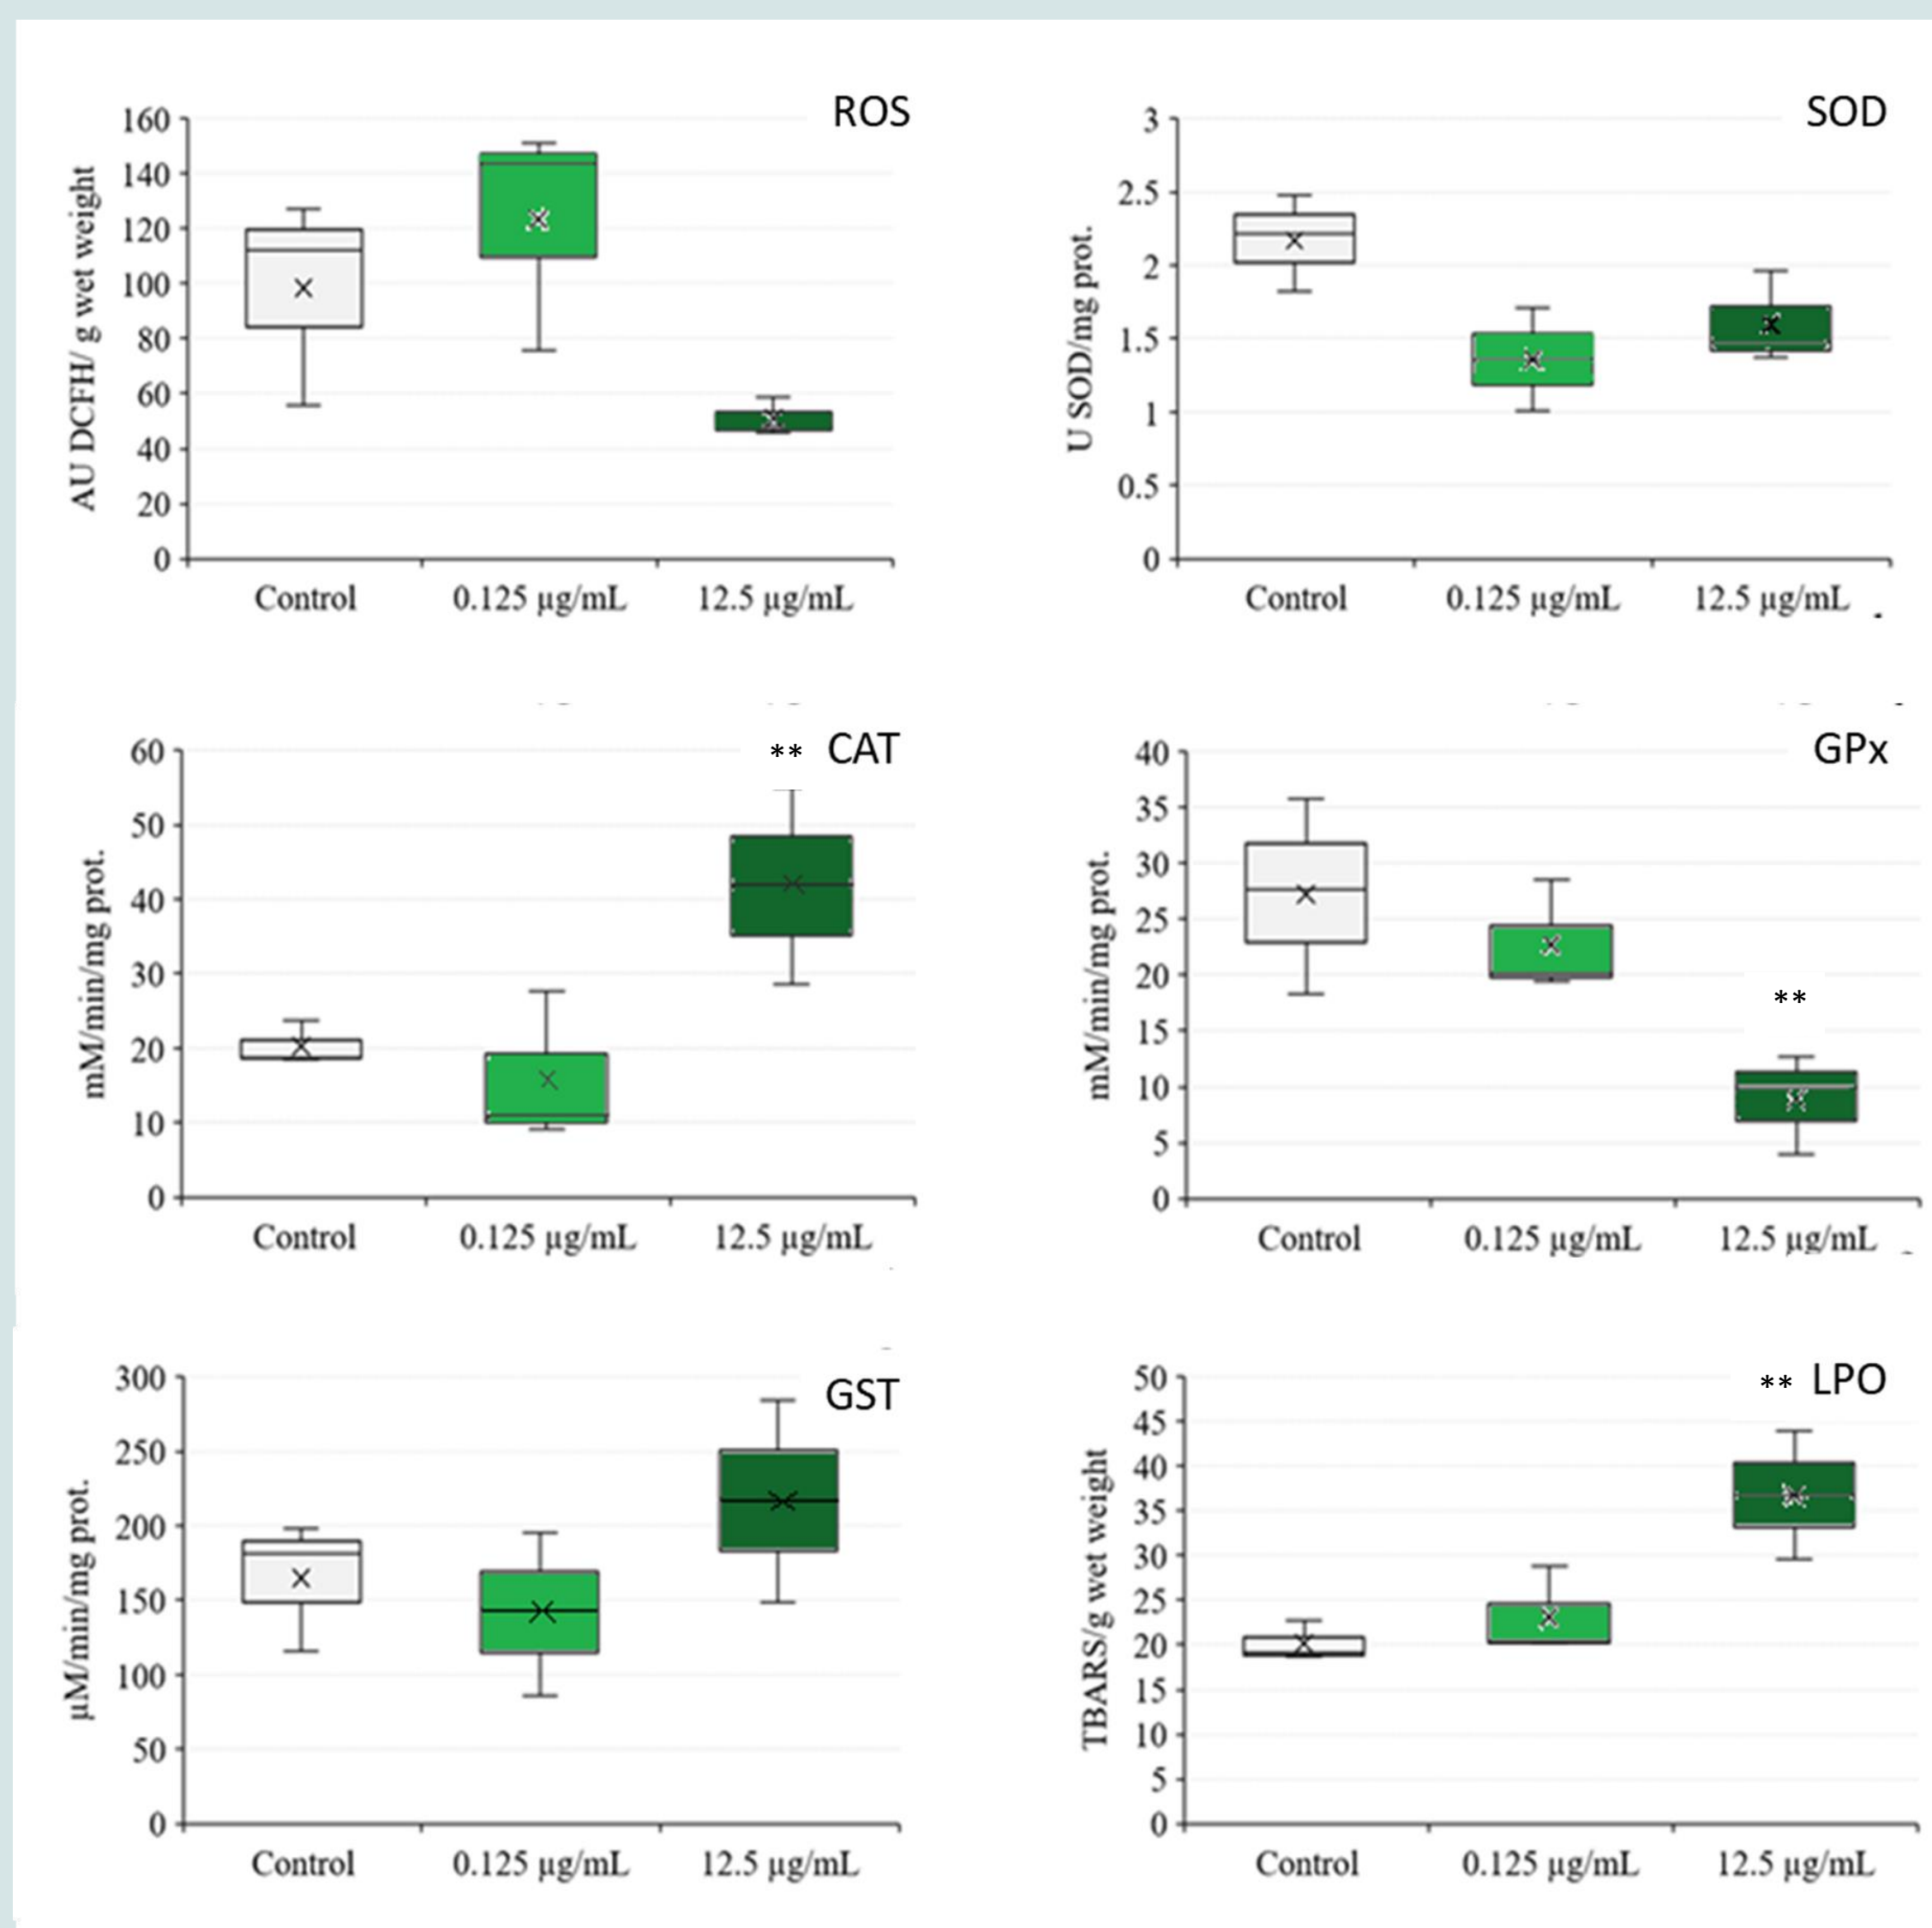 ROS
AU DCFH/ g wet weight
160
140
120
100
80
60
40
20
0
Control 0.125 µg/mL 12.5 µg/mL
SOD
U SOD/mg prot.
3
2.5
2
1.5
1
0.5
0
Control 0.125 µg/mL 12.5 µg/mL
** CAT
mM/min/mg prot.
60
50
40
30
20
10
0
Control 0.125 µg/mL 12.5 µg/mL
GPx
mM/min/mg prot.
40
35
30
25
20
**
15
10
5
0
Control 0.125 µg/mL 12.5 µg/mL
GST
µM/min/mg prot.
300
250
200
150
100
50
0
Control 0.125 µg/mL 12.5 µg/mL
** LPO
TBARS/g wet weight
50
45
40
35
30
25
20
15
10
5
0
Control 0.125 µg/mL 12.5 µg/mL